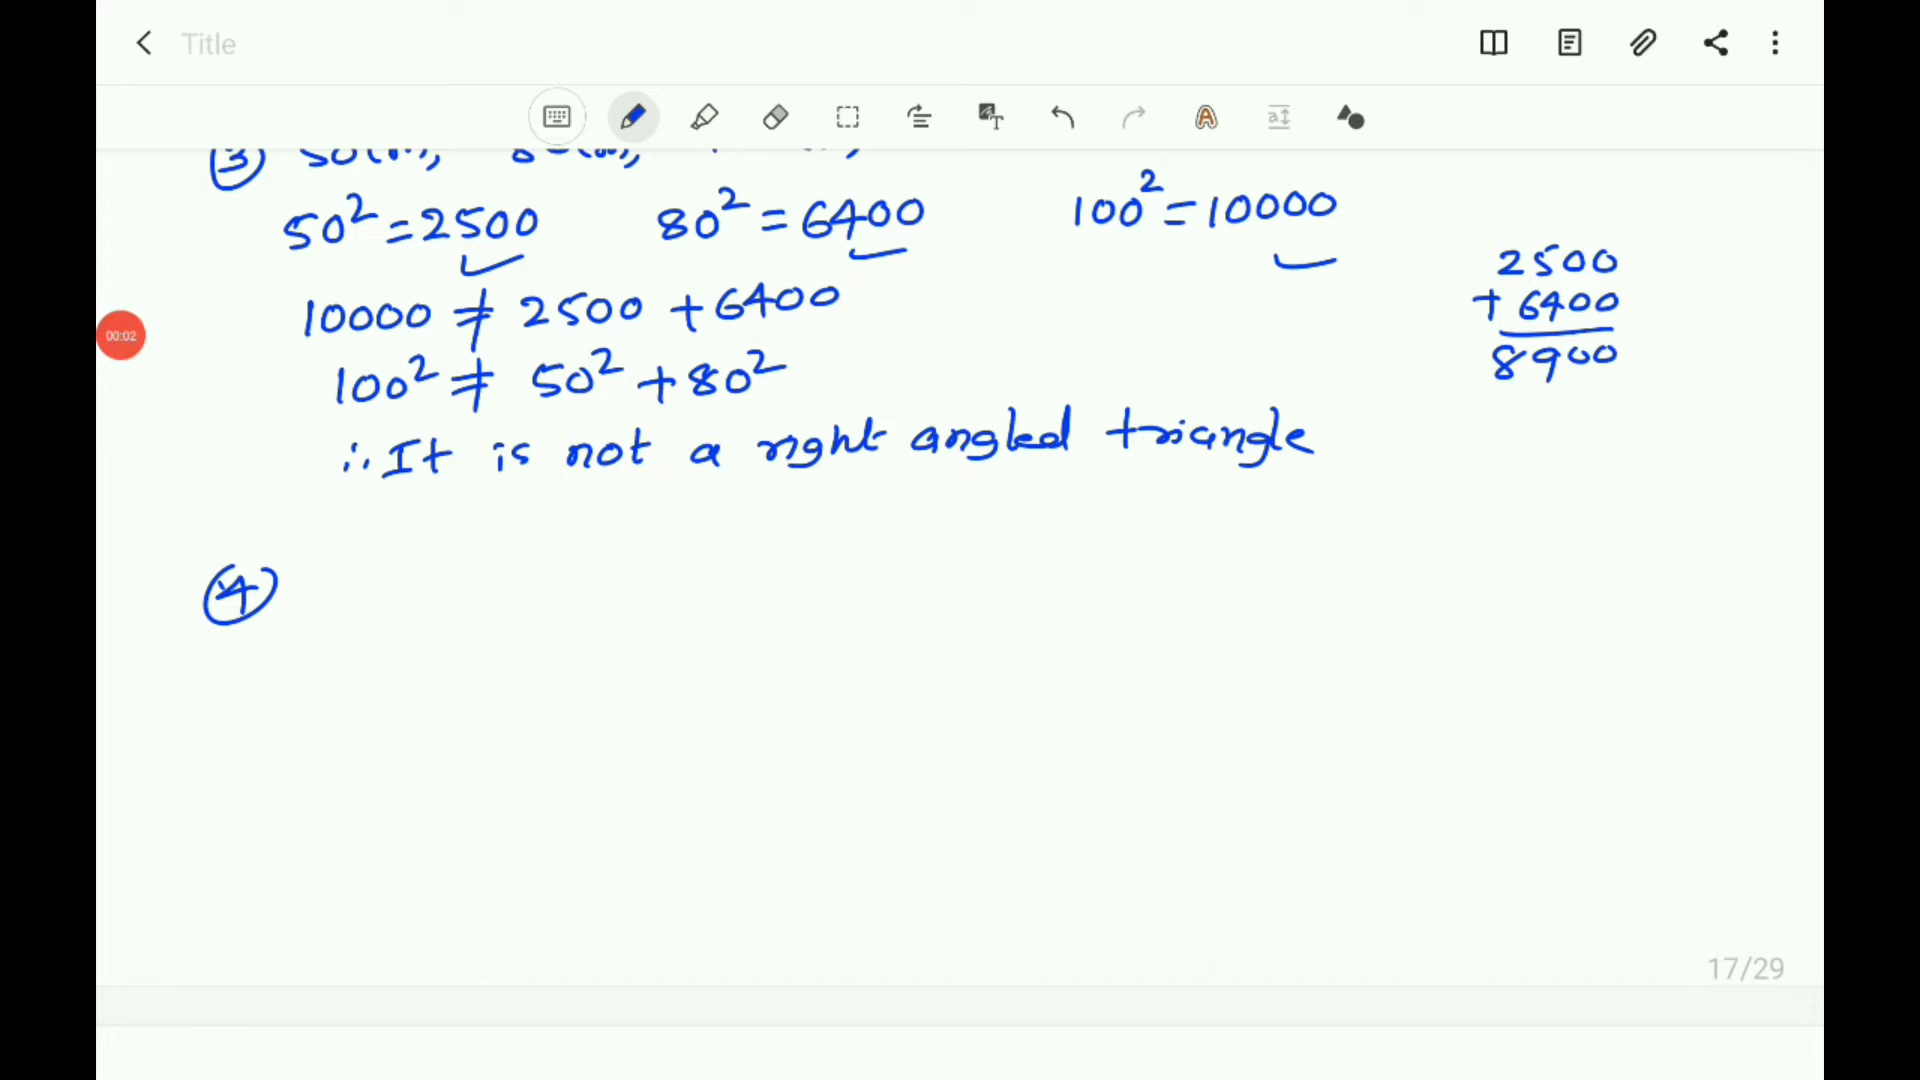 Title
00:02
③
50² = 2500 80² = 6400 100² = 10000
2500
+ 6400
8900
10000 ≠ 2500 + 6400
100² ≠ 50² + 80²
∴ It is not a right angled triangle
④
17/29